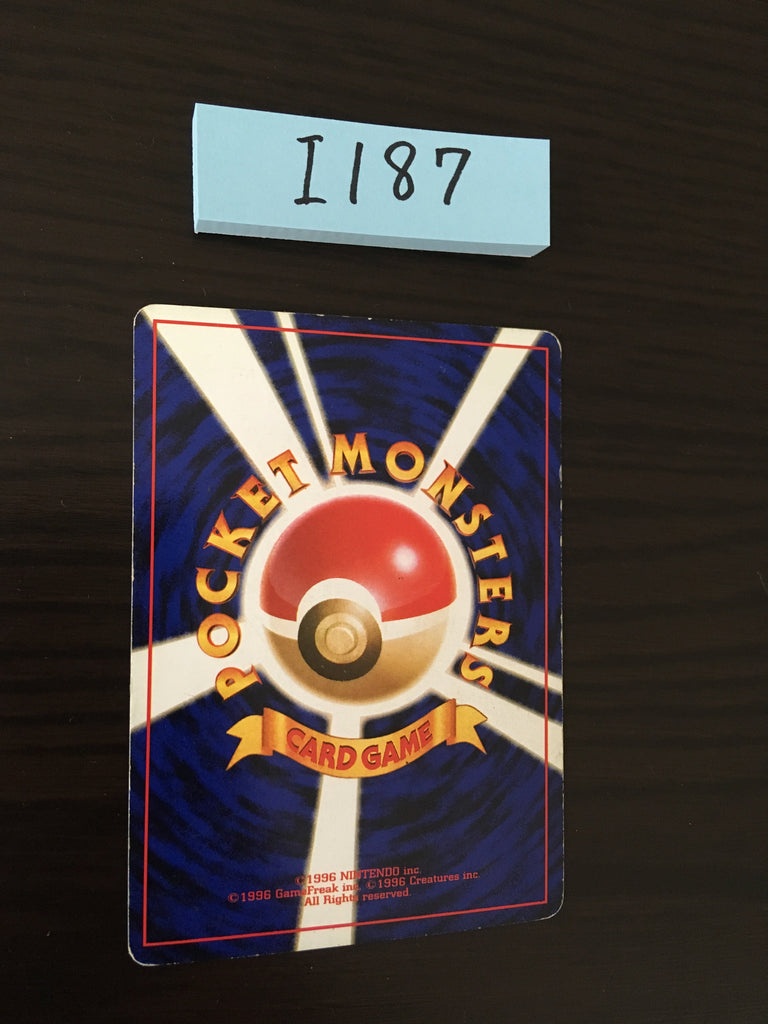 I187
POCKET MONSTERS
CARD GAME
©1996 NINTENDO inc.
©1996 GameFreak inc. ©1996 Creatures inc.
All Rights reserved.